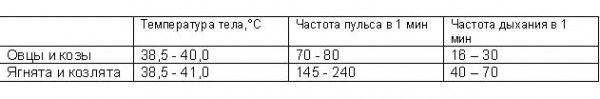 Температура тела,°С Частота пульса в 1 мин Частота дыхания в 1
мин
Овцы и козы 38,5 - 40,0 70 - 80 16 – 30
Ягнята и козлята 38,5 - 41,0 145 - 240 40 – 70